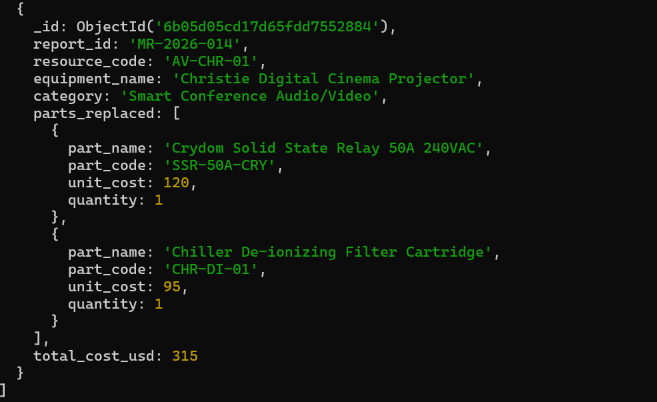 {
_id: ObjectId('6b05d05cd17d65fdd7552884'),
report_id: 'MR-2026-014',
resource_code: 'AV-CHR-01',
equipment_name: 'Christie Digital Cinema Projector',
category: 'Smart Conference Audio/Video',
parts_replaced: [
{
part_name: 'Crydom Solid State Relay 50A 240VAC',
part_code: 'SSR-50A-CRY',
unit_cost: 120,
quantity: 1
},
{
part_name: 'Chiller De-ionizing Filter Cartridge',
part_code: 'CHR-DI-01',
unit_cost: 95,
quantity: 1
}
],
total_cost_usd: 315
}
]